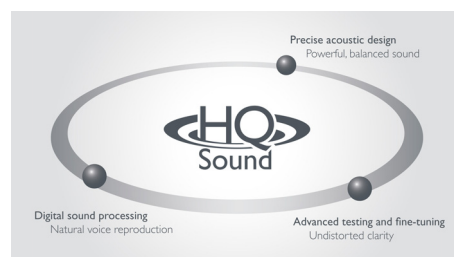 Precise acoustic design
Powerful, balanced sound
HQ
Sound
Digital sound processing
Natural voice reproduction
Advanced testing and fine-tuning
Undistorted clarity